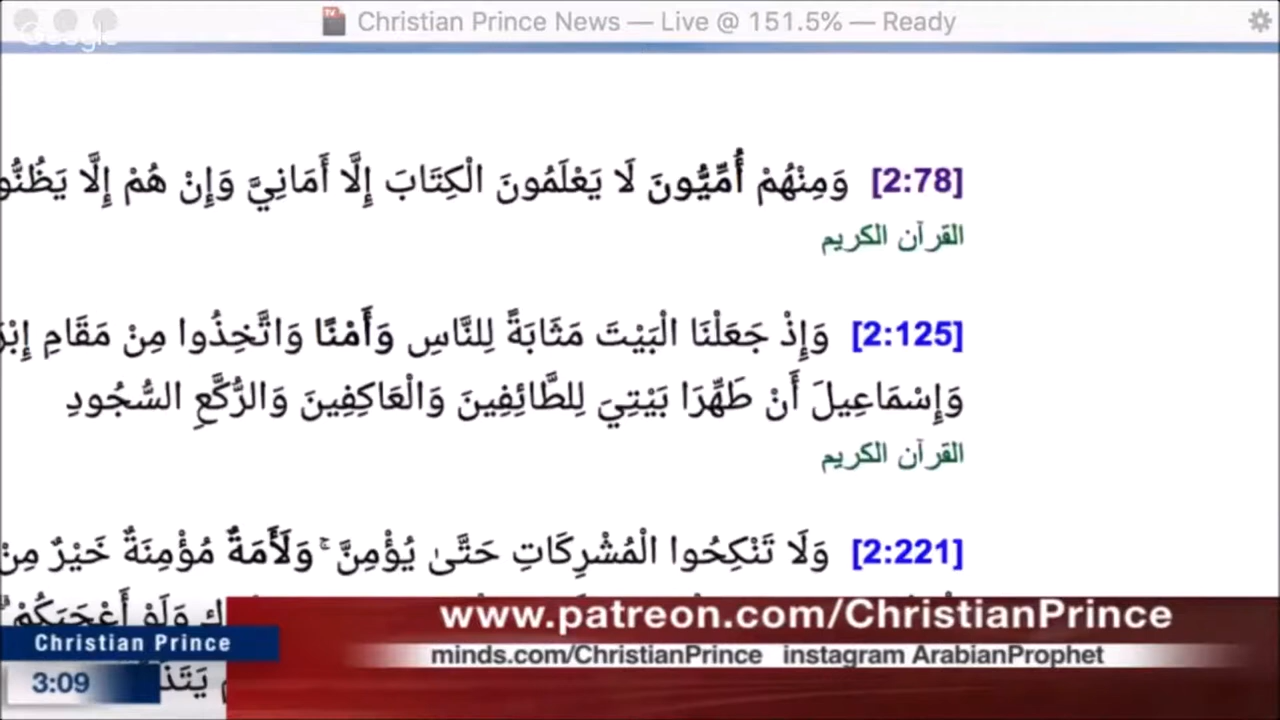 Christian Prince News — Live @ 151.5% — Ready
Google
[2:78] وَمِنْهُمْ أُمِّيُّونَ لَا يَعْلَمُونَ الْكِتَابَ إِلَّا أَمَانِيَّ وَإِنْ هُمْ إِلَّا
القرآن الكريم
[2:125] وَإِذْ جَعَلْنَا الْبَيْتَ مَثَابَةً لِلنَّاسِ وَأَمْنًا وَاتَّخِذُوا مِنْ مَقَامِ
وَإِسْمَاعِيلَ أَنْ طَهِّرَا بَيْتِيَ لِلطَّائِفِينَ وَالْعَاكِفِينَ وَالرُّكَّعِ السُّجُودِ
القرآن الكريم
[2:221] وَلَا تَنْكِحُوا الْمُشْرِكَاتِ حَتَّىٰ يُؤْمِنَّ ۚ وَلَأَمَةٌ مُؤْمِنَةٌ خَيْرٌ مِنْ
وَلَوْ أَعْجَبَكُمْ
www.patreon.com/ChristianPrince
Christian Prince
minds.com/ChristianPrince instagram ArabianProphet
3:09